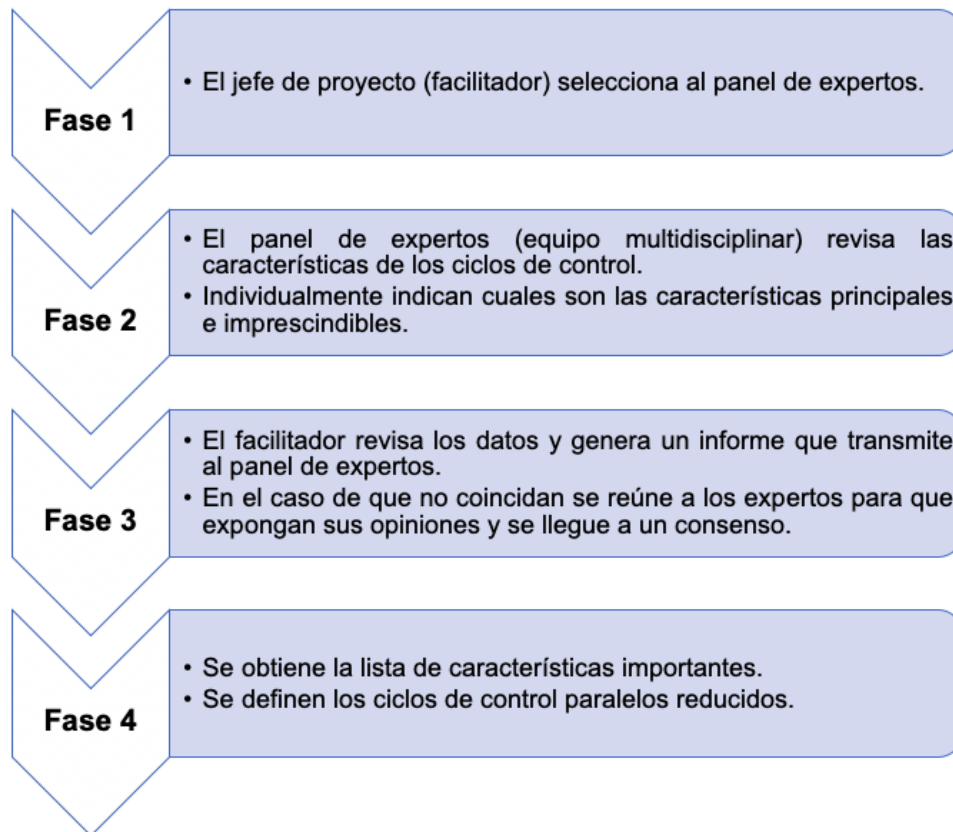 Fase 1
• El jefe de proyecto (facilitador) selecciona al panel de expertos.
Fase 2
• El panel de expertos (equipo multidisciplinar) revisa las
características de los ciclos de control.
• Individualmente indican cuales son las características principales
e imprescindibles.
Fase 3
• El facilitador revisa los datos y genera un informe que transmite
al panel de expertos.
• En el caso de que no coincidan se reúne a los expertos para que
expongan sus opiniones y se llegue a un consenso.
Fase 4
• Se obtiene la lista de características importantes.
• Se definen los ciclos de control paralelos reducidos.